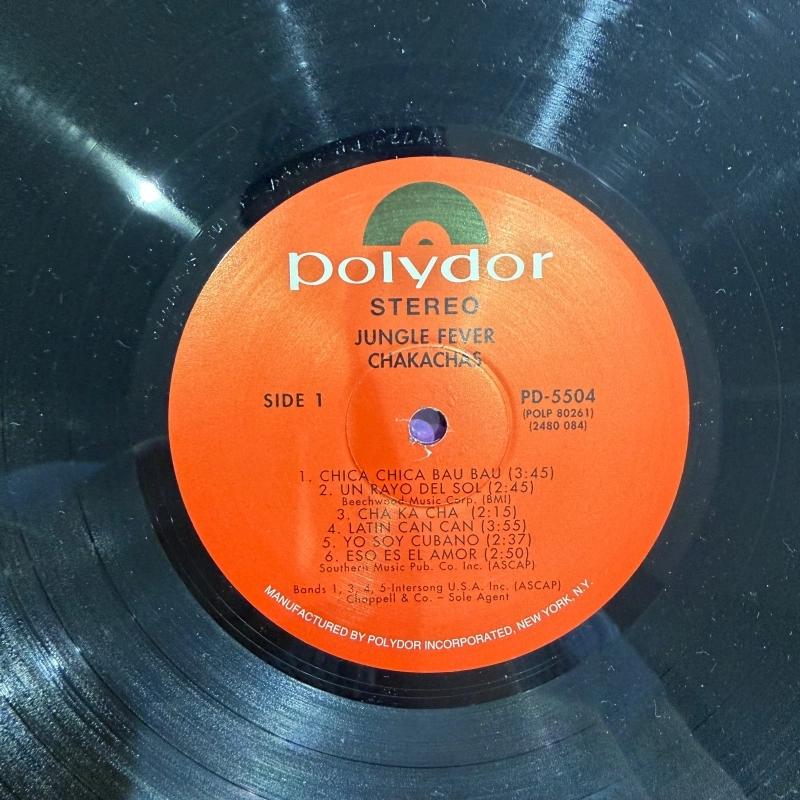 polydor
STEREO
JUNGLE FEVER
CHAKACHAS
SIDE 1
PD-5504
(POLP 80261)
(2480 084)
1. CHICA CHICA BAU BAU (3:45)
2. UN RAYO DEL SOL (2:45)
Beechwood Music Corp. (BMI)
3. CHA KA CHA (2:15)
4. LATIN CAN CAN (3:55)
5. YO SOY CUBANO (2:37)
6. ESO ES EL AMOR (2:50)
Southern Music Pub. Co. Inc. (ASCAP)
Bands 1, 3, 4, 5-Intersong U.S.A. Inc. (ASCAP)
Chappell & Co. – Sole Agent
MANUFACTURED BY POLYDOR INCORPORATED, NEW YORK, N.Y.